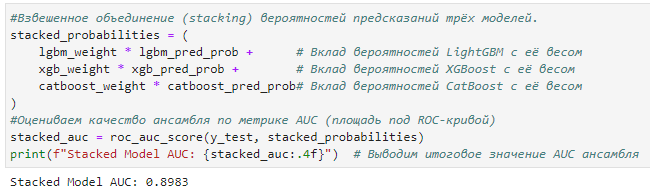 #Взвешенное объединение (stacking) вероятностей предсказаний трёх моделей.
stacked_probabilities = (
    lgbm_weight * lgbm_pred_prob +      # Вклад вероятностей LightGBM с её весом
    xgb_weight * xgb_pred_prob +        # Вклад вероятностей XGBoost с её весом
    catboost_weight * catboost_pred_prob# Вклад вероятностей CatBoost с её весом
)
#Оцениваем качество ансамбля по метрике AUC (площадь под ROC-кривой)
stacked_auc = roc_auc_score(y_test, stacked_probabilities)
print(f"Stacked Model AUC: {stacked_auc:.4f}")  # Выводим итоговое значение AUC ансамбля
Stacked Model AUC: 0.8983